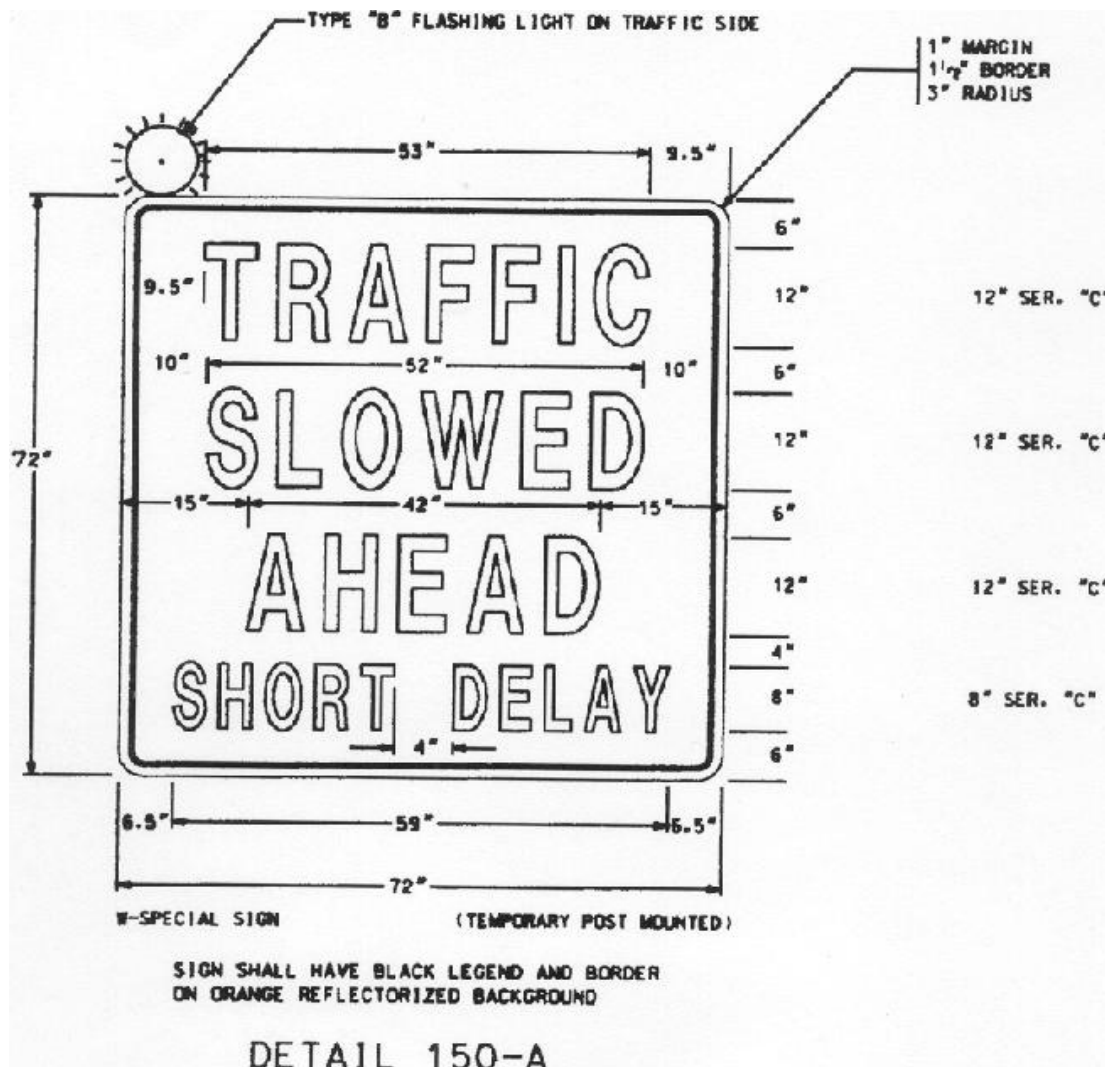 TYPE "B" FLASHING LIGHT ON TRAFFIC SIDE
1" MARGIN
1 1/2" BORDER
3" RADIUS
53" 9.5"
6"
TRAFFIC
9.5"
12" 12" SER. "C"
10" 52" 10"
6"
SLOWED
12" 12" SER. "C"
72"
15" 42" 15"
6"
AHEAD
12" 12" SER. "C"
4"
SHORT DELAY
8" 8" SER. "C"
4"
6"
6.5" 59" 6.5"
72"
W-SPECIAL SIGN (TEMPORARY POST MOUNTED)
SIGN SHALL HAVE BLACK LEGEND AND BORDER
ON ORANGE REFLECTORIZED BACKGROUND
DETAIL 150-A